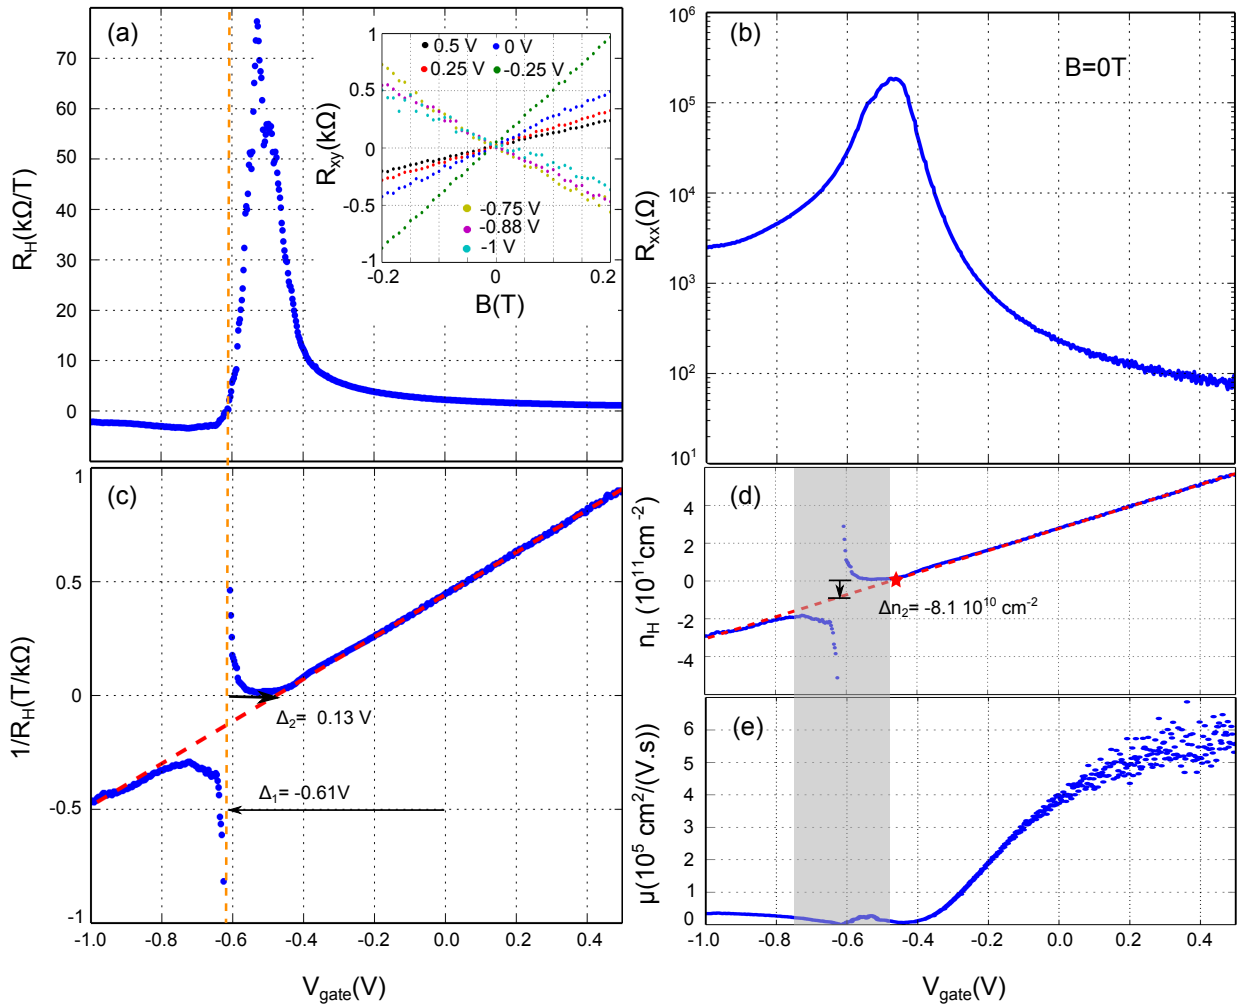 (a)
80
70
60
50
40
30
20
10
0
R_H(kΩ/T)
1
0.5
0
-0.5
-1
R_xy(kΩ)
0.5 V
0 V
0.25 V
-0.25 V
-0.75 V
-0.88 V
-1 V
-0.2
0
0.2
B(T)
(b)
B=0T
10^6
10^5
10^4
10^3
10^2
10^1
R_xx(Ω)
(c)
1
0.5
0
-0.5
-1
1/R_H(T/kΩ)
Δ_2= 0.13 V
Δ_1= -0.61V
-1.0 -0.8 -0.6 -0.4 -0.2 0.0 0.2 0.4
V_gate(V)
(d)
4
2
0
-2
-4
n_H (10^11cm^-2)
Δn_2= -8.1 10^10 cm^-2
(e)
6
5
4
3
2
1
0
μ(10^5 cm^2/(V.s))
-1.0 -0.8 -0.6 -0.4 -0.2 0.0 0.2 0.4
V_gate(V)